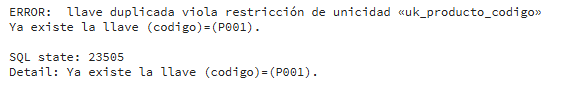 ERROR:  llave duplicada viola restricción de unicidad «uk_producto_codigo»
Ya existe la llave (codigo)=(P001).
SQL state: 23505
Detail: Ya existe la llave (codigo)=(P001).